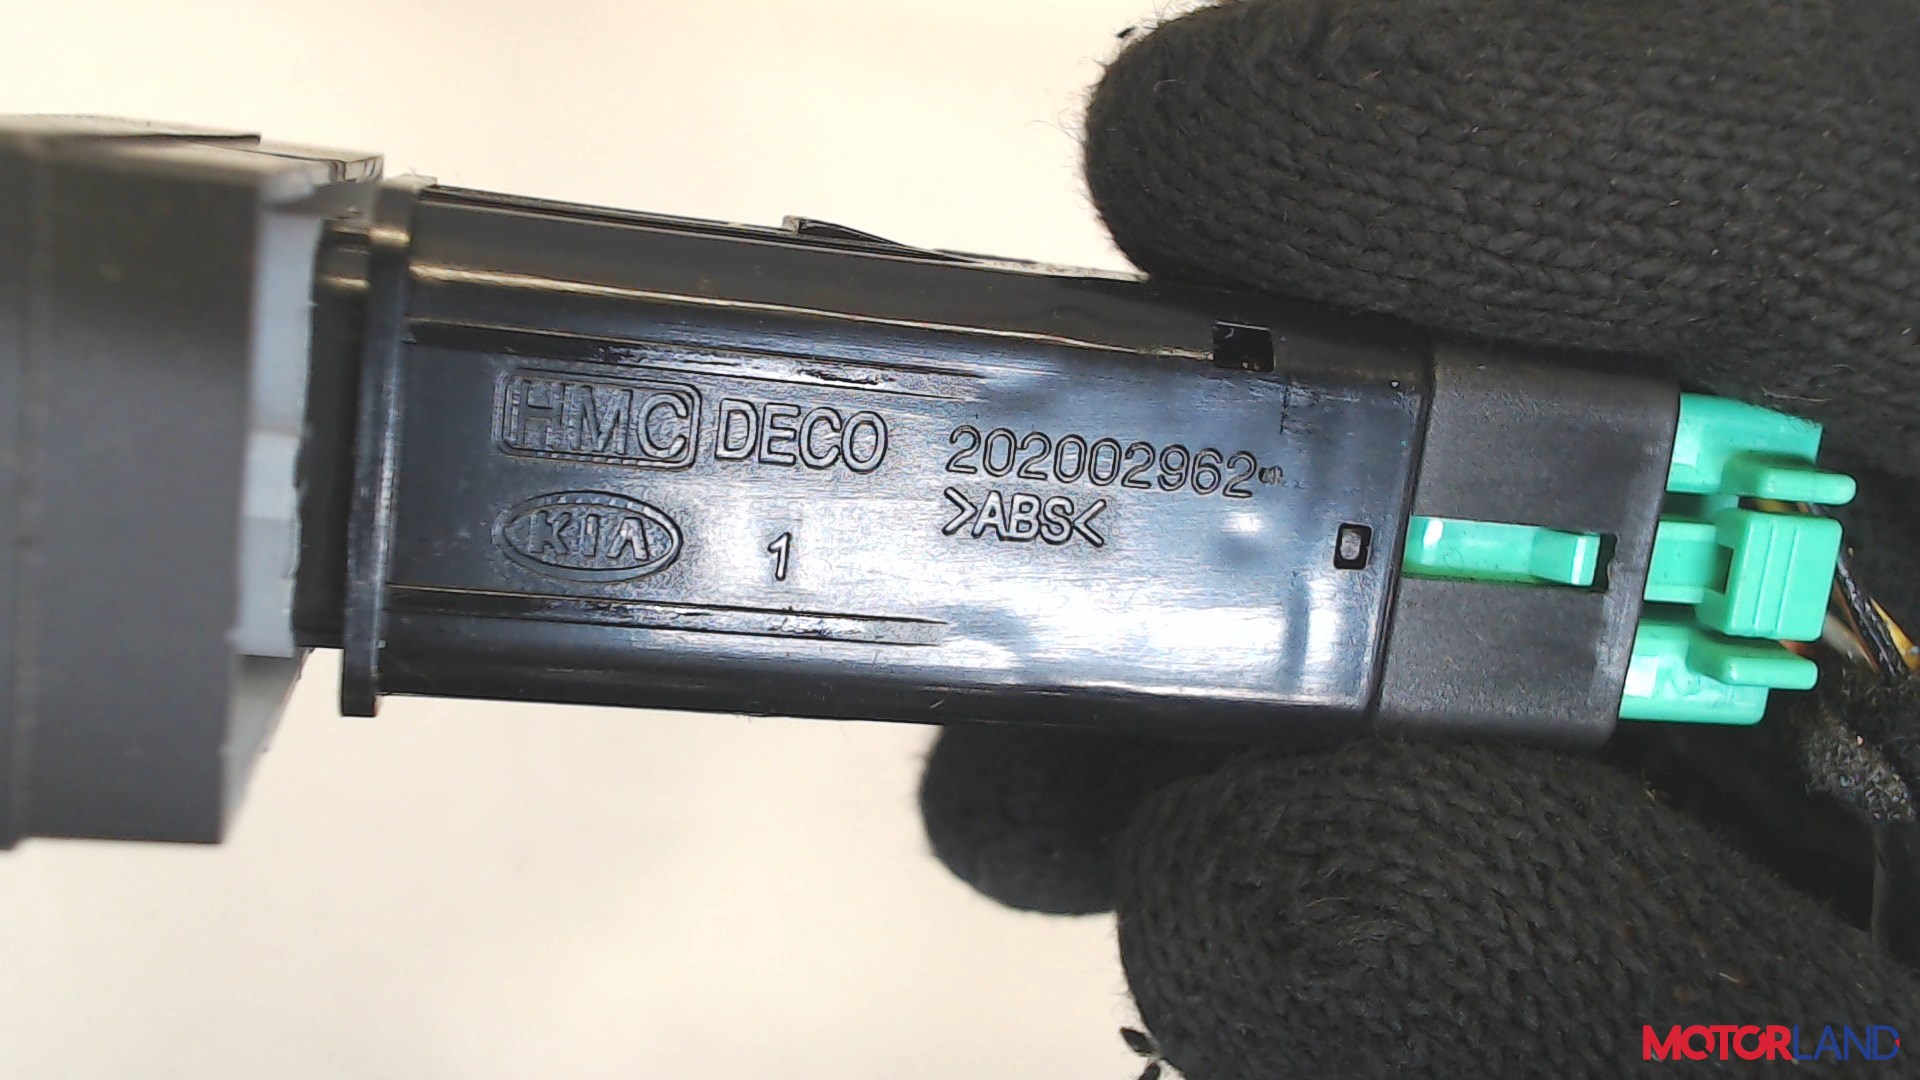 HMC DECO 202002962
KIA 1 >ABS<
MOTORLAND